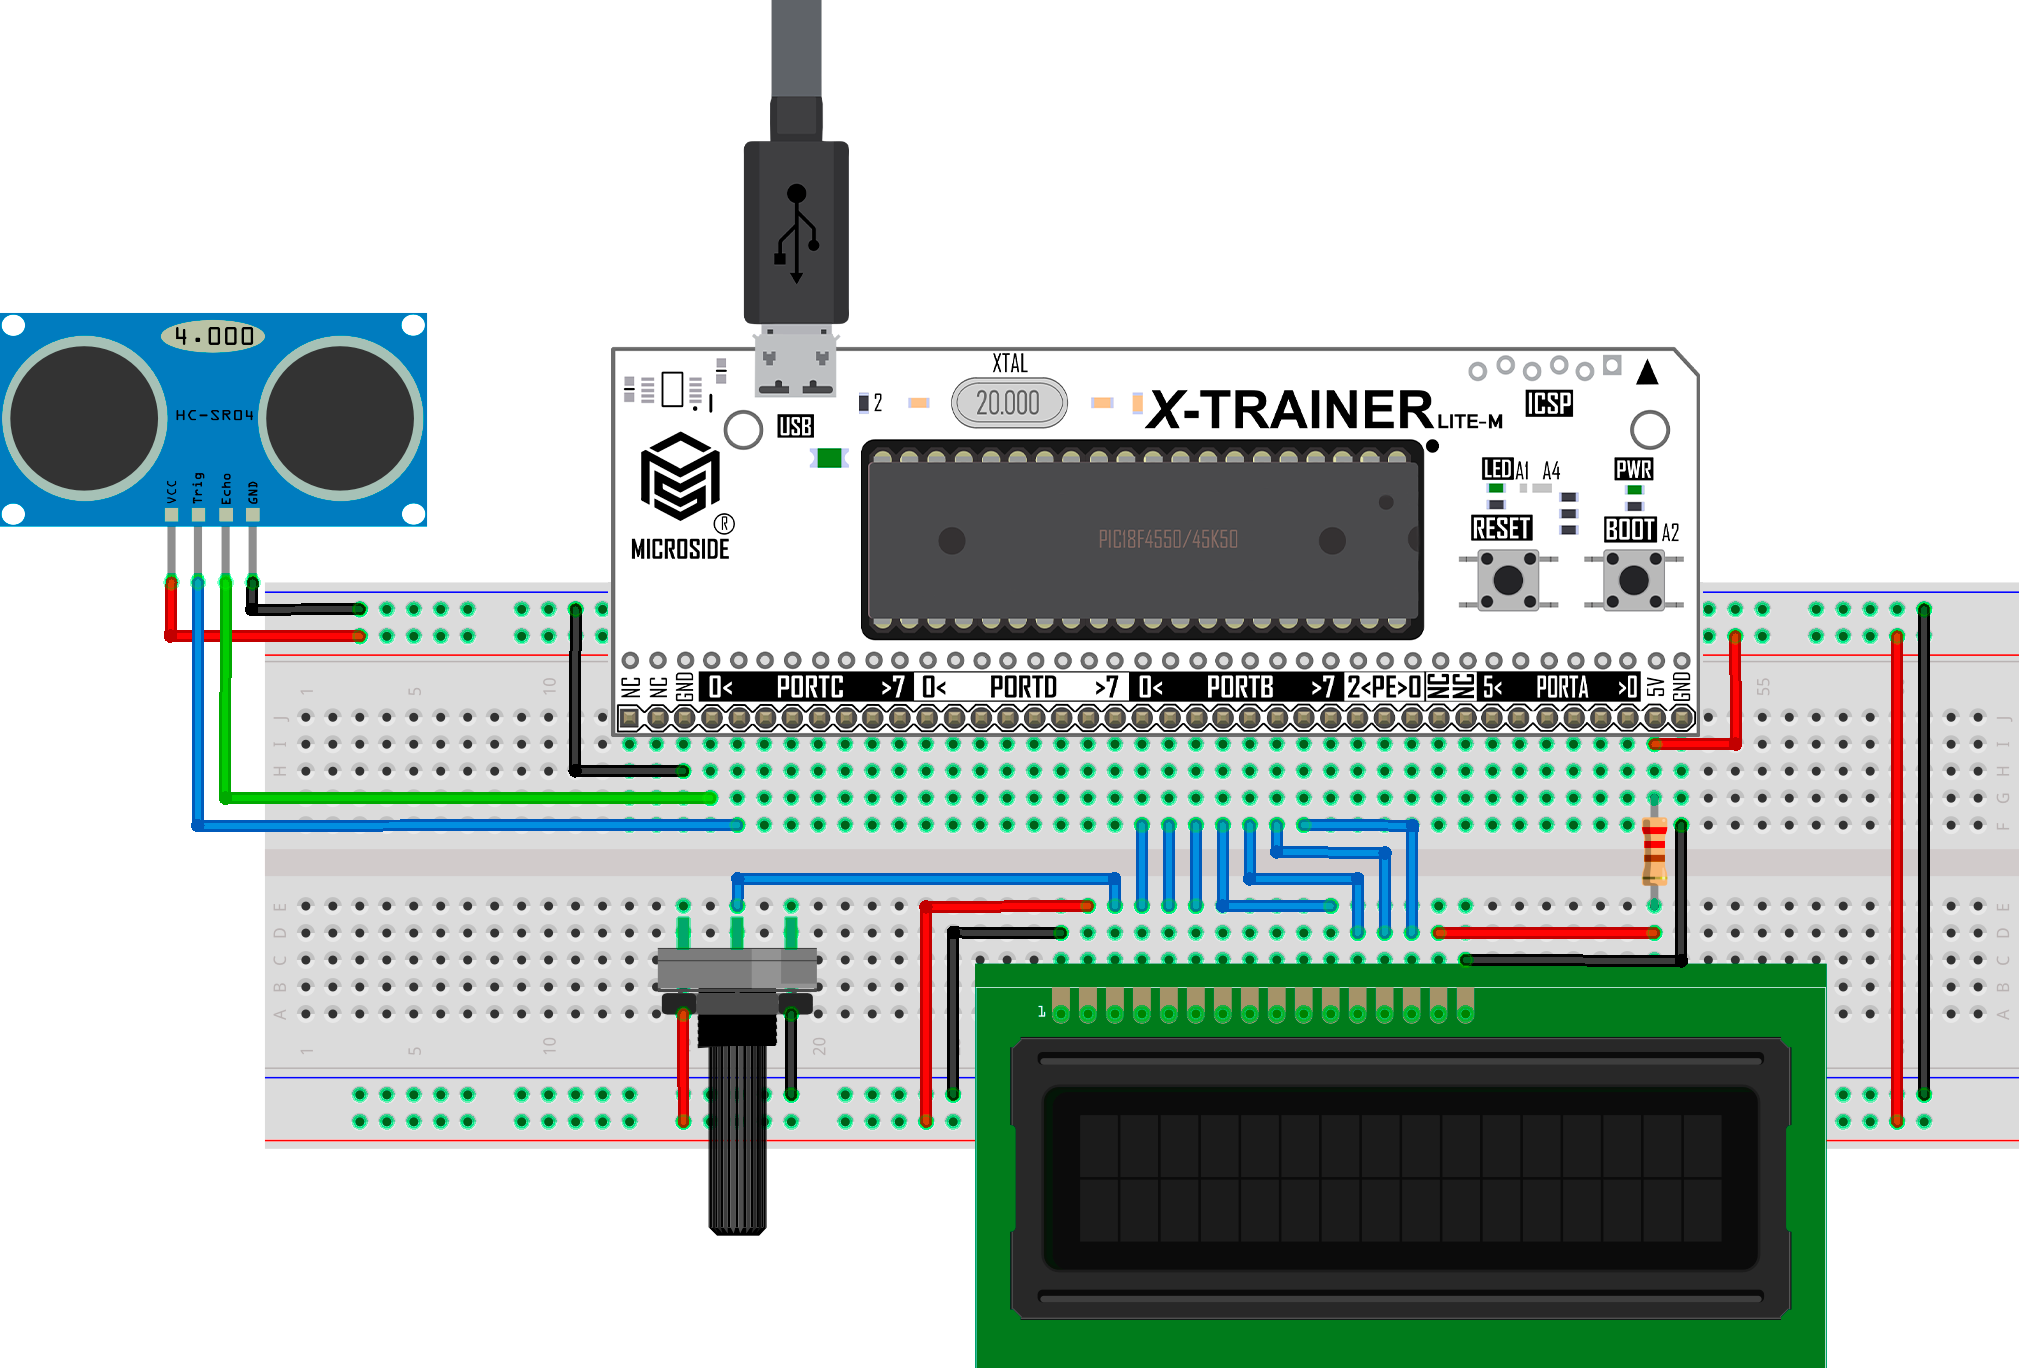 4.000
HC-SR04
VCC
Trig
Echo
GND
XTAL
20.000
2
USB
X-TRAINER LITE-M
ICSP
MICROSIDE
®
PIC18F4550/45K50
LED A1 A4
PWR
RESET
BOOT A2
NC NC GND 0< PORTC >7 0< PORTD >7 0< PORTB >7 2<PE>0 NC NC 5< PORTA >0 5V GND
1 5 10 55
J J
I I
H H
G
F
E E
D D
C C
B B
A A
1
1 5 10 20